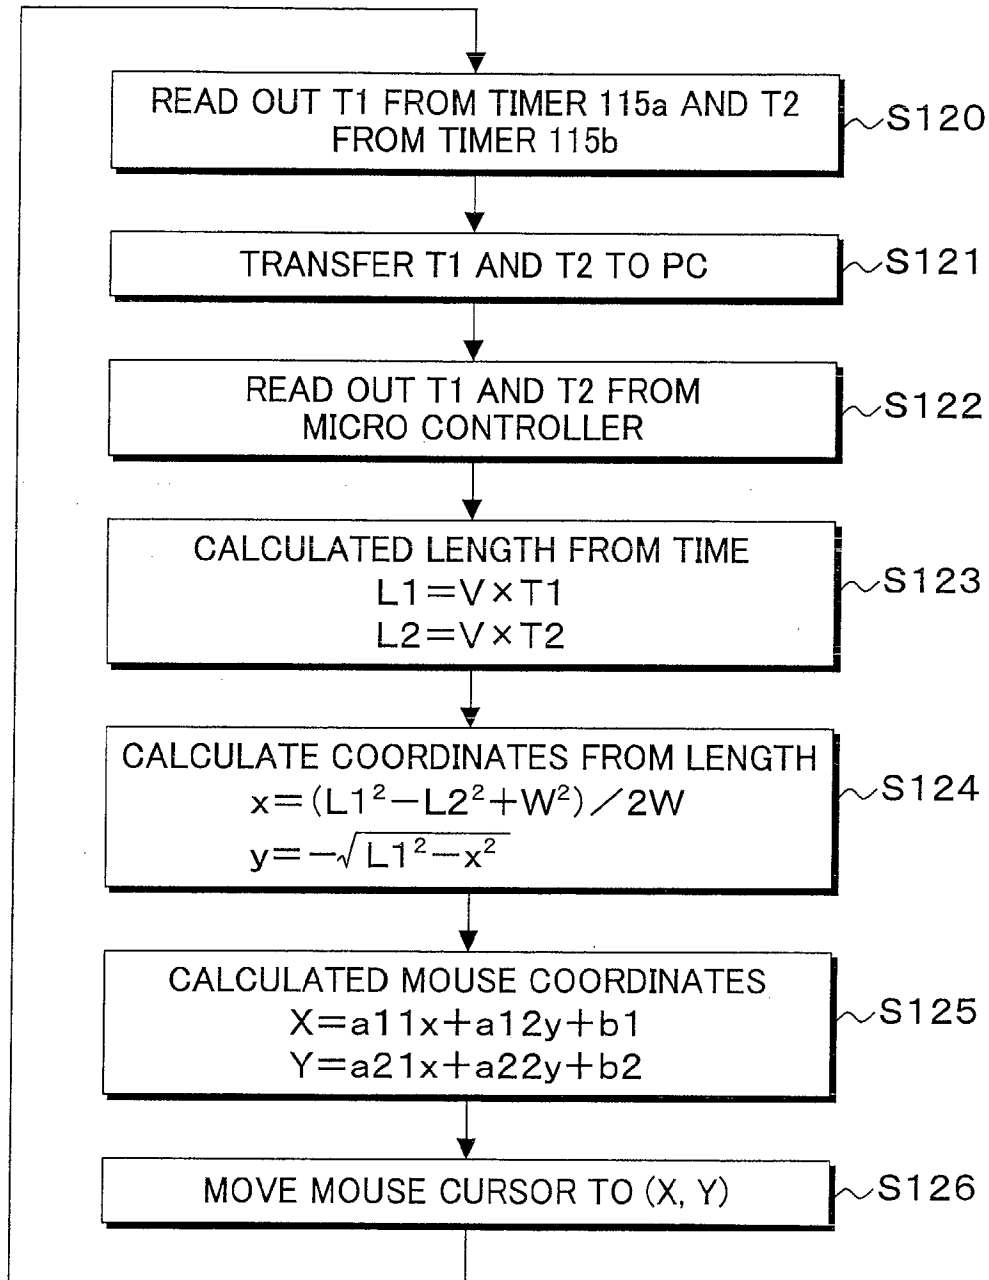 READ OUT T1 FROM TIMER 115a AND T2
FROM TIMER 115b
S120
TRANSFER T1 AND T2 TO PC
S121
READ OUT T1 AND T2 FROM
MICRO CONTROLLER
S122
CALCULATED LENGTH FROM TIME
L1=V×T1
L2=V×T2
S123
CALCULATE COORDINATES FROM LENGTH
x=(L1²−L2²+W²)/2W
y=−√L1²−x²
S124
CALCULATED MOUSE COORDINATES
X=a11x+a12y+b1
Y=a21x+a22y+b2
S125
MOVE MOUSE CURSOR TO (X, Y)
S126